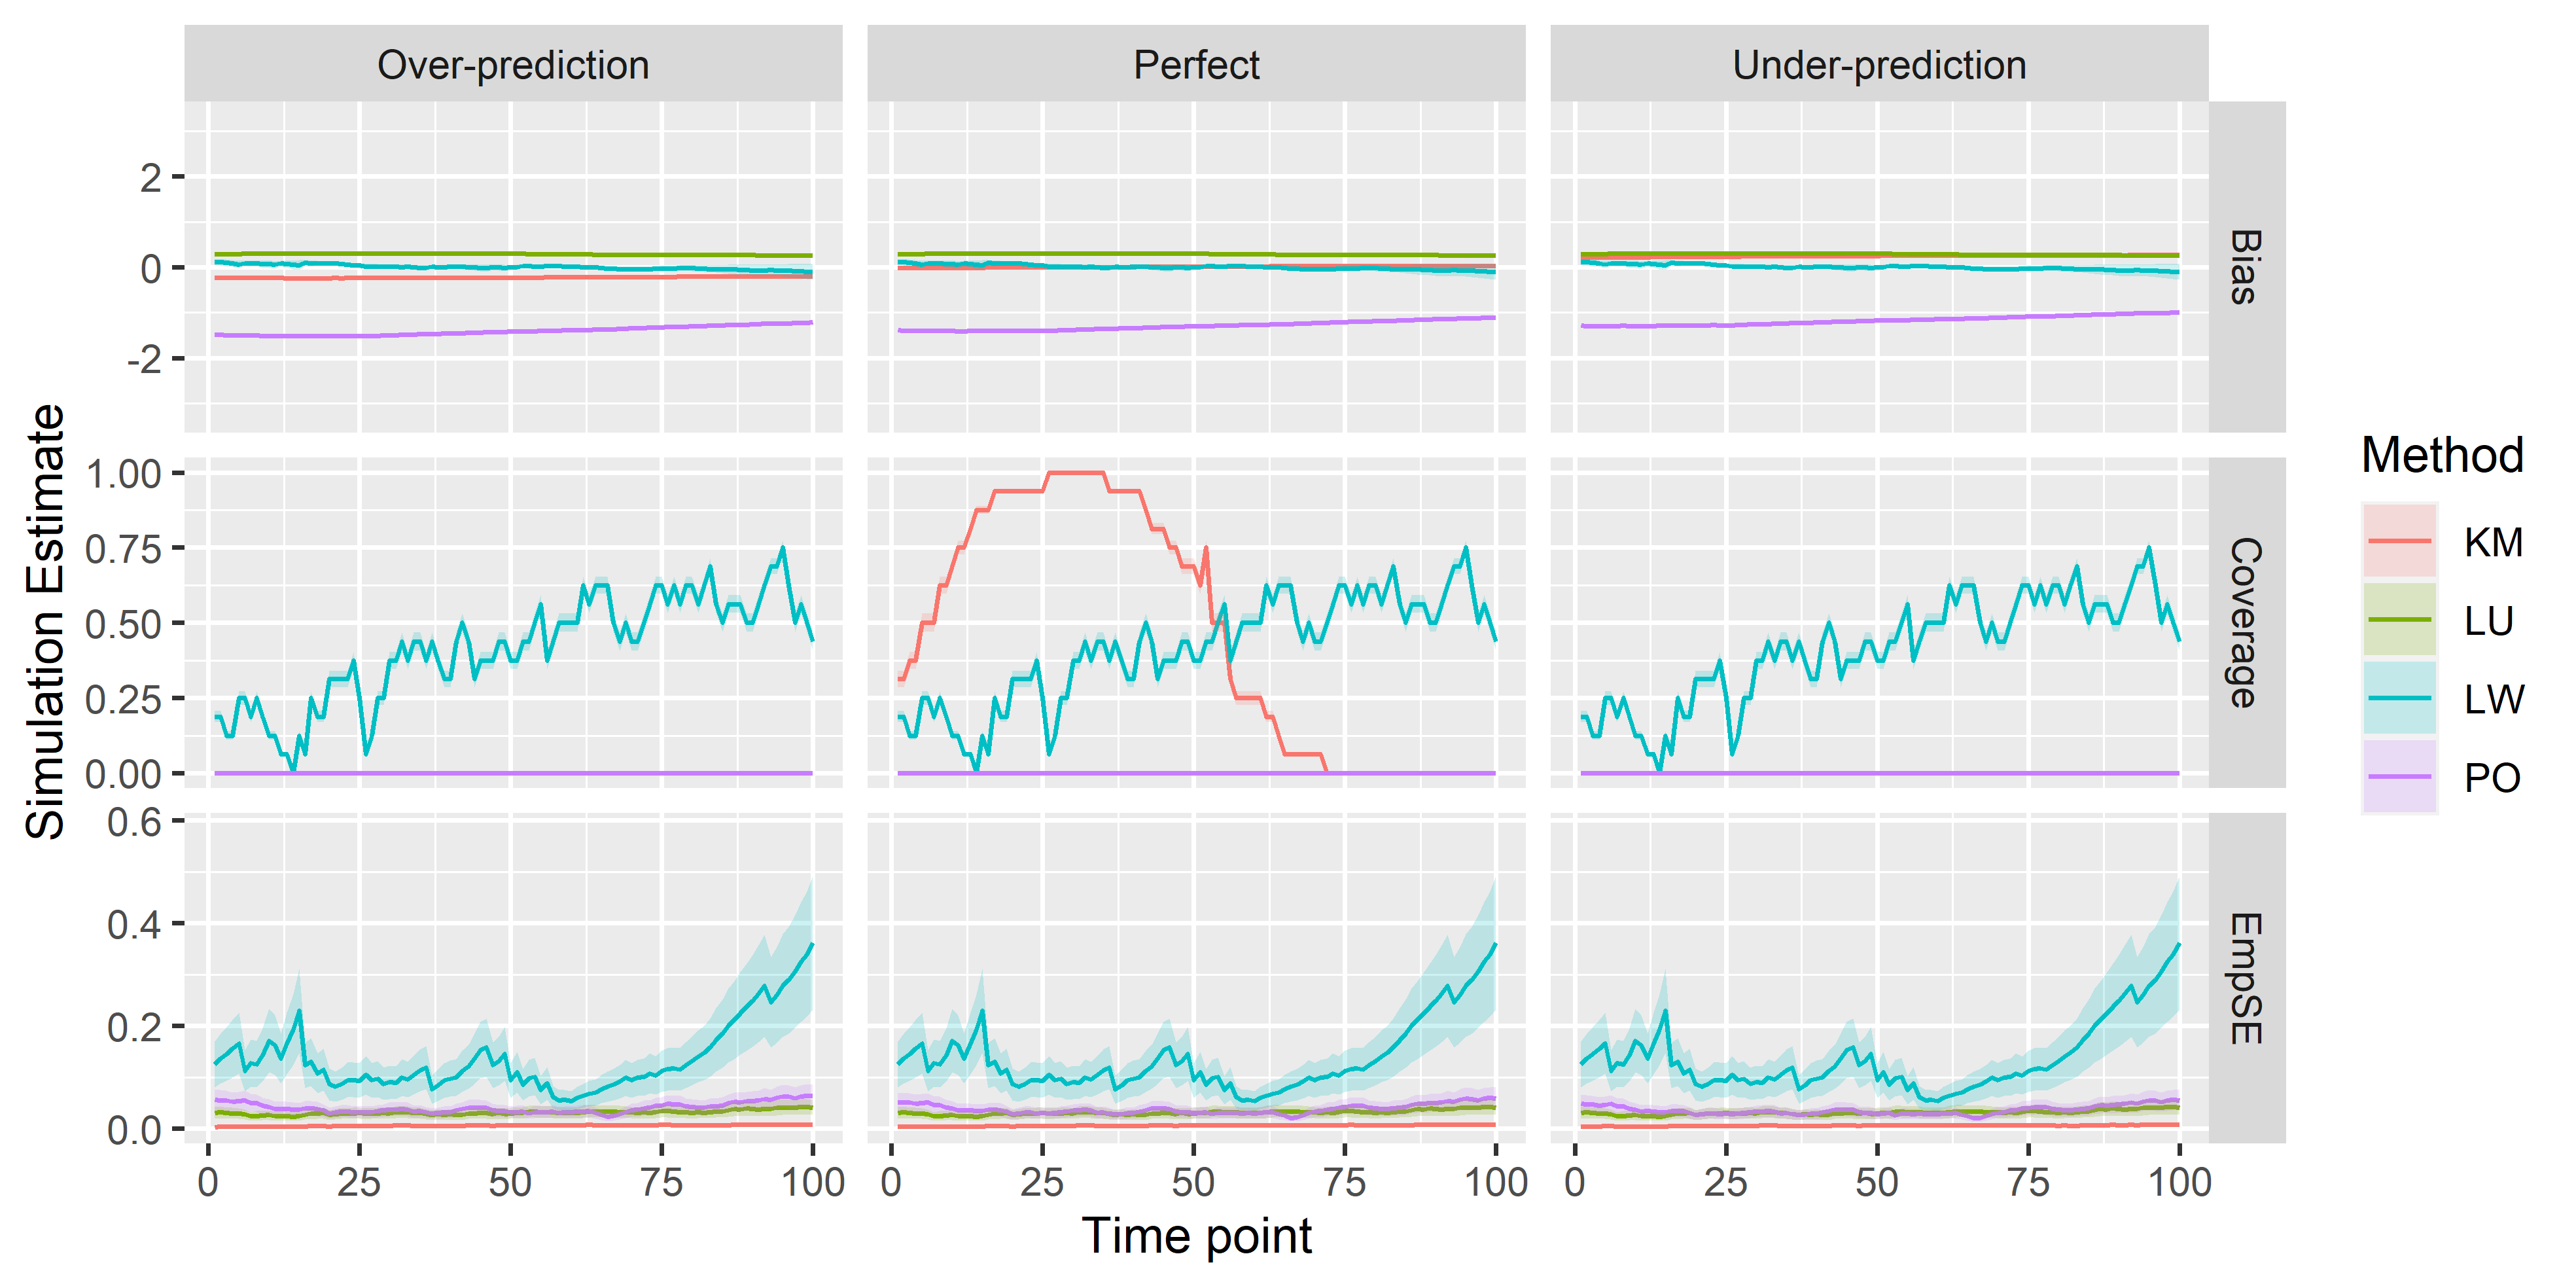 Over-prediction
Perfect
Under-prediction
2
0
-2
Bias
Simulation Estimate
1.00
0.75
0.50
0.25
0.00
Coverage
0.6
0.4
0.2
0.0
EmpSE
0 25 50 75 100
0 25 50 75 100
0 25 50 75 100
Time point
Method
KM
LU
LW
PO